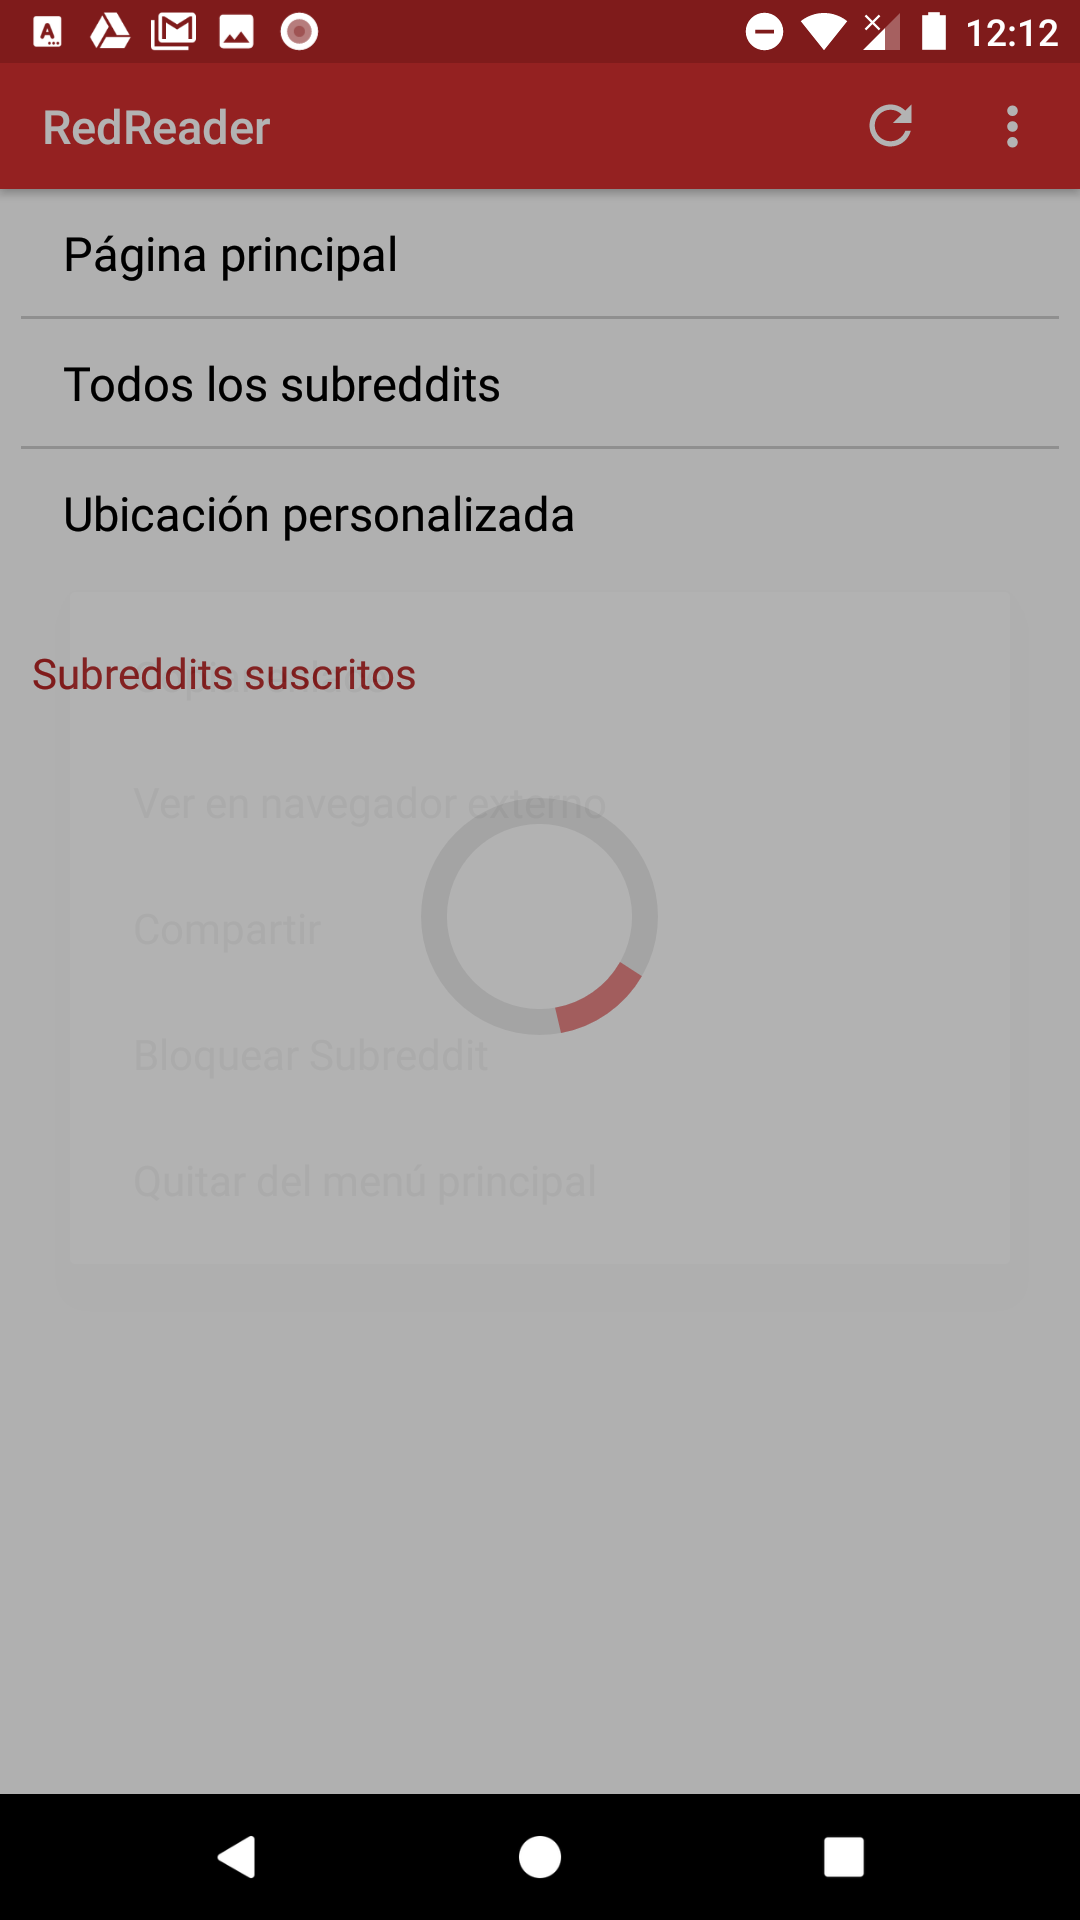 12:12
RedReader
Página principal
Todos los subreddits
Ubicación personalizada
Subreddits suscritos
Ver en navegador externo
Compartir
Bloquear Subreddit
Quitar del menú principal